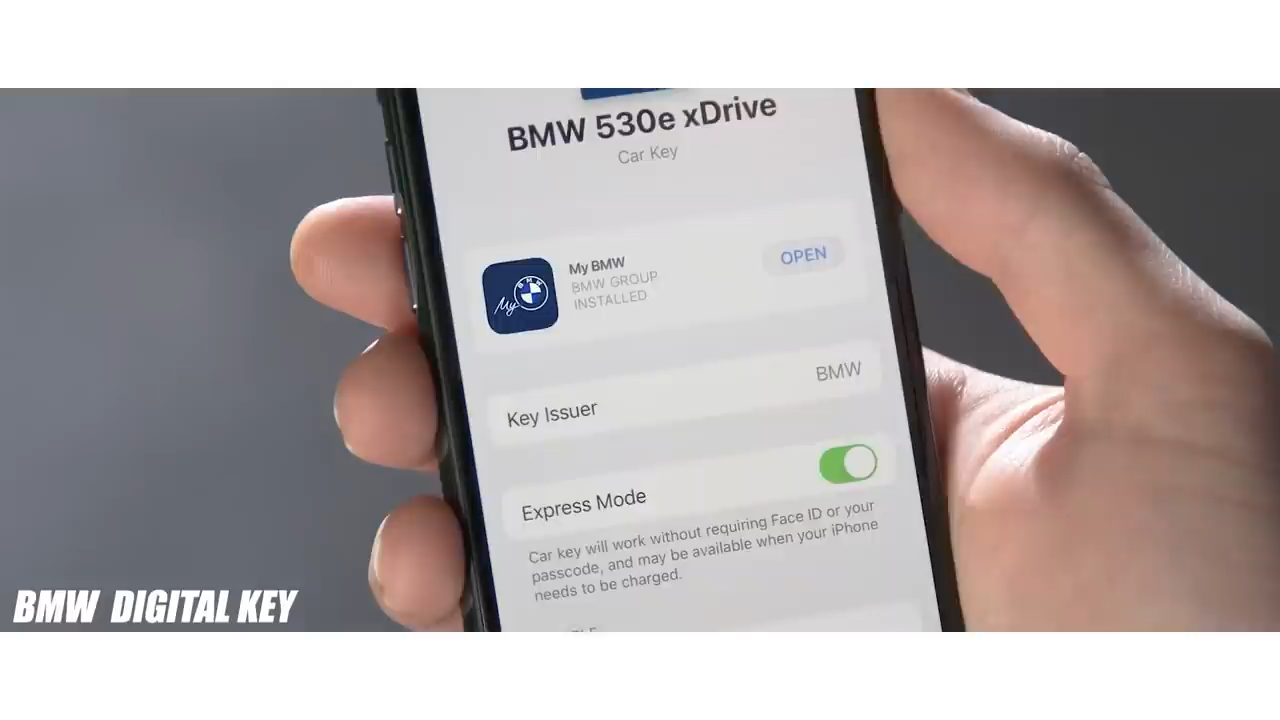 BMW 530e xDrive
Car Key
My BMW
BMW GROUP
INSTALLED
OPEN
BMW
My
Key Issuer
BMW
Express Mode
Car key will work without requiring Face ID or your
passcode, and may be available when your iPhone
needs to be charged.
BMW DIGITAL KEY